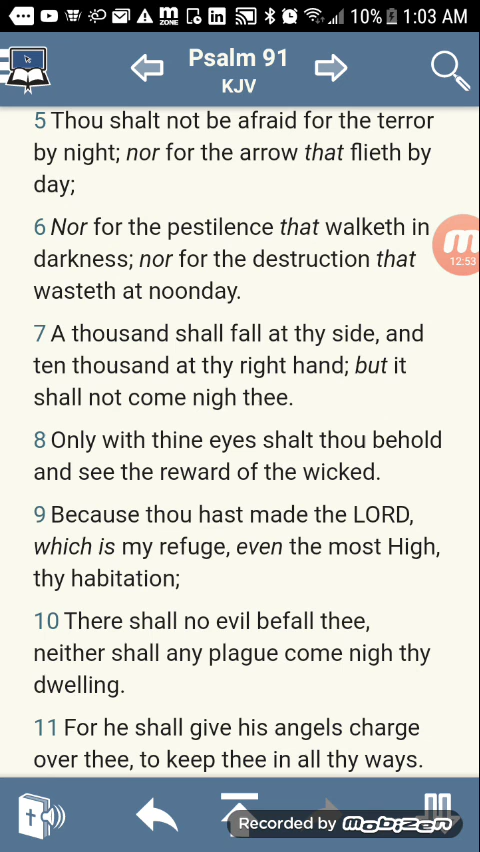 ZONE 10% 1:03 AM
Psalm 91
KJV
5 Thou shalt not be afraid for the terror
by night; nor for the arrow that flieth by
day;
6 Nor for the pestilence that walketh in
darkness; nor for the destruction that
wasteth at noonday.
12:53
7 A thousand shall fall at thy side, and
ten thousand at thy right hand; but it
shall not come nigh thee.
8 Only with thine eyes shalt thou behold
and see the reward of the wicked.
9 Because thou hast made the LORD,
which is my refuge, even the most High,
thy habitation;
10 There shall no evil befall thee,
neither shall any plague come nigh thy
dwelling.
11 For he shall give his angels charge
over thee, to keep thee in all thy ways.
Recorded by mobizen